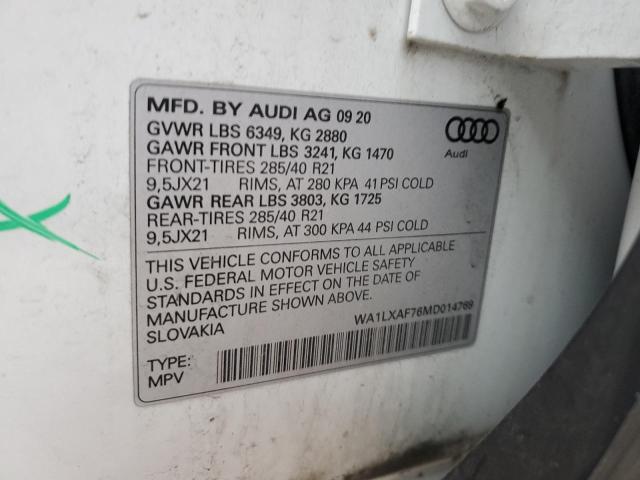 MFD. BY AUDI AG 09 20
GVWR LBS 6349, KG 2880
GAWR FRONT LBS 3241, KG 1470
FRONT-TIRES 285/40 R21
9,5JX21 RIMS, AT 280 KPA 41 PSI COLD
GAWR REAR LBS 3803, KG 1725
REAR-TIRES 285/40 R21
9,5JX21 RIMS, AT 300 KPA 44 PSI COLD
Audi
THIS VEHICLE CONFORMS TO ALL APPLICABLE
U.S. FEDERAL MOTOR VEHICLE SAFETY
STANDARDS IN EFFECT ON THE DATE OF
MANUFACTURE SHOWN ABOVE.
SLOVAKIA
WA1LXAF76MD014769
TYPE:
MPV